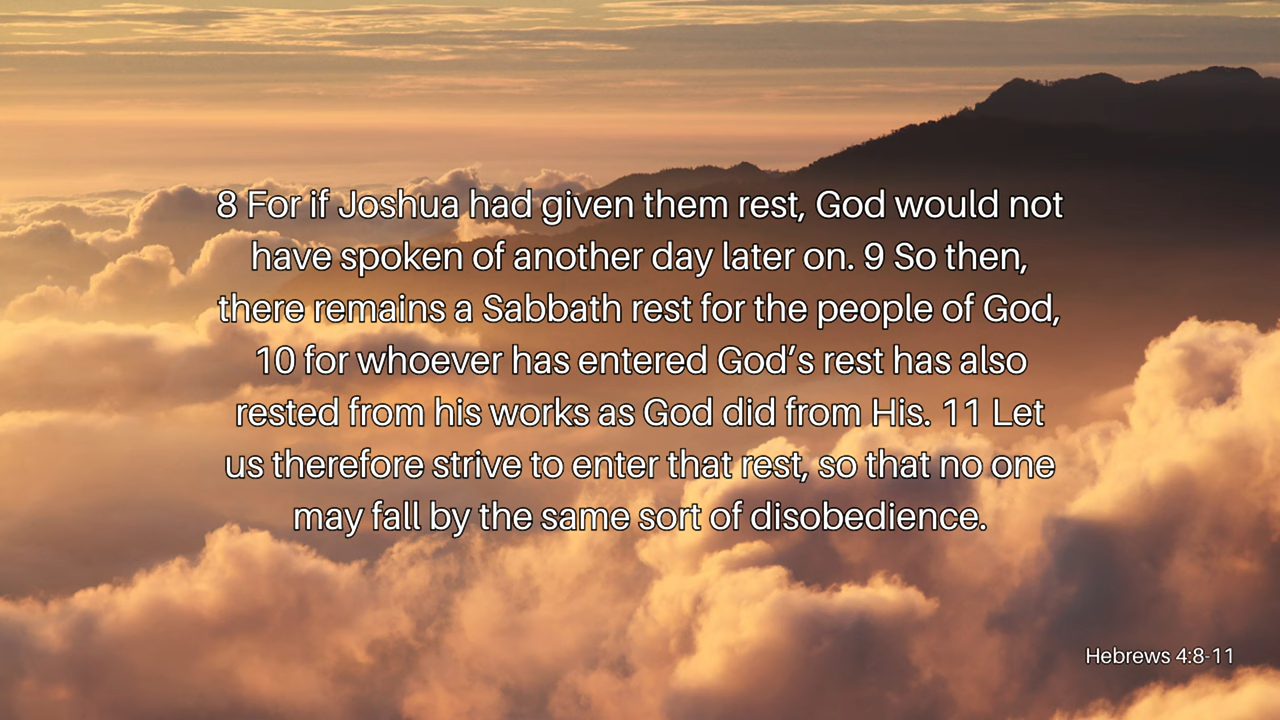 8 For if Joshua had given them rest, God would not
have spoken of another day later on. 9 So then,
there remains a Sabbath rest for the people of God,
10 for whoever has entered God’s rest has also
rested from his works as God did from His. 11 Let
us therefore strive to enter that rest, so that no one
may fall by the same sort of disobedience.
Hebrews 4:8-11